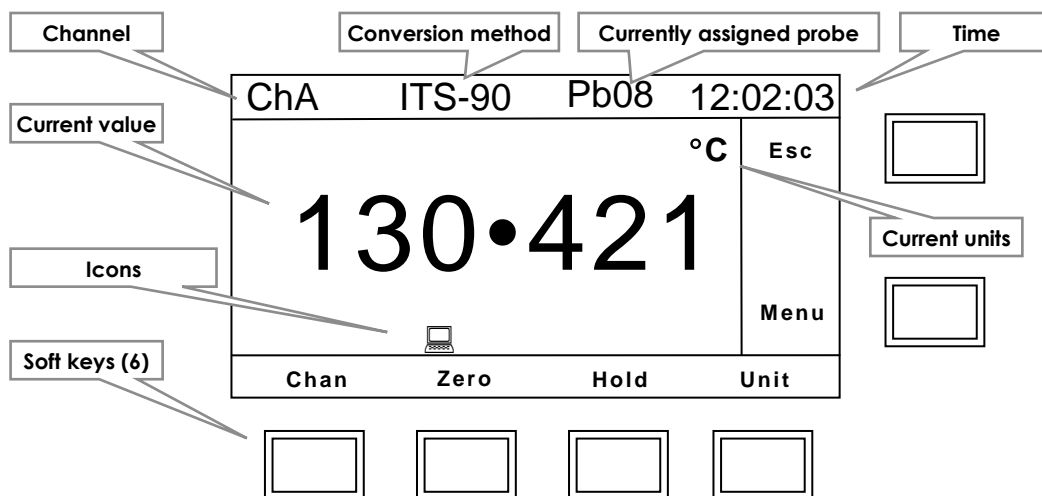 Channel
Conversion method
Currently assigned probe
Time
ChA ITS-90 Pb08 12:02:03
Current value
°C
Esc
130•421
Current units
Icons
Menu
Soft keys (6)
Chan Zero Hold Unit